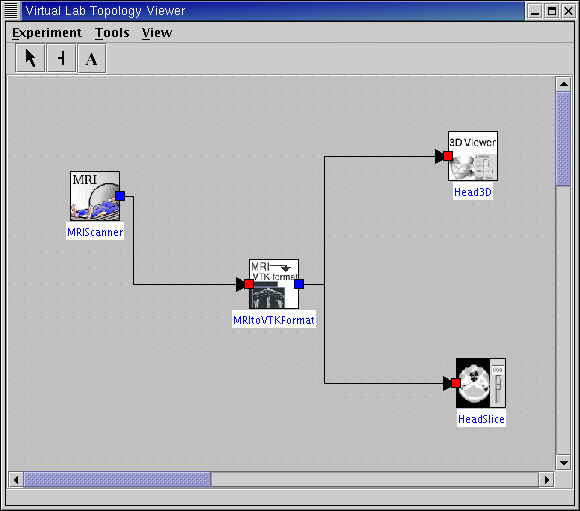 Virtual Lab Topology Viewer
Experiment Tools View
A
3D Viewer
Head3D
MRI
MRIScanner
MRI
VTK format
MRItoVTKFormat
HeadSlice